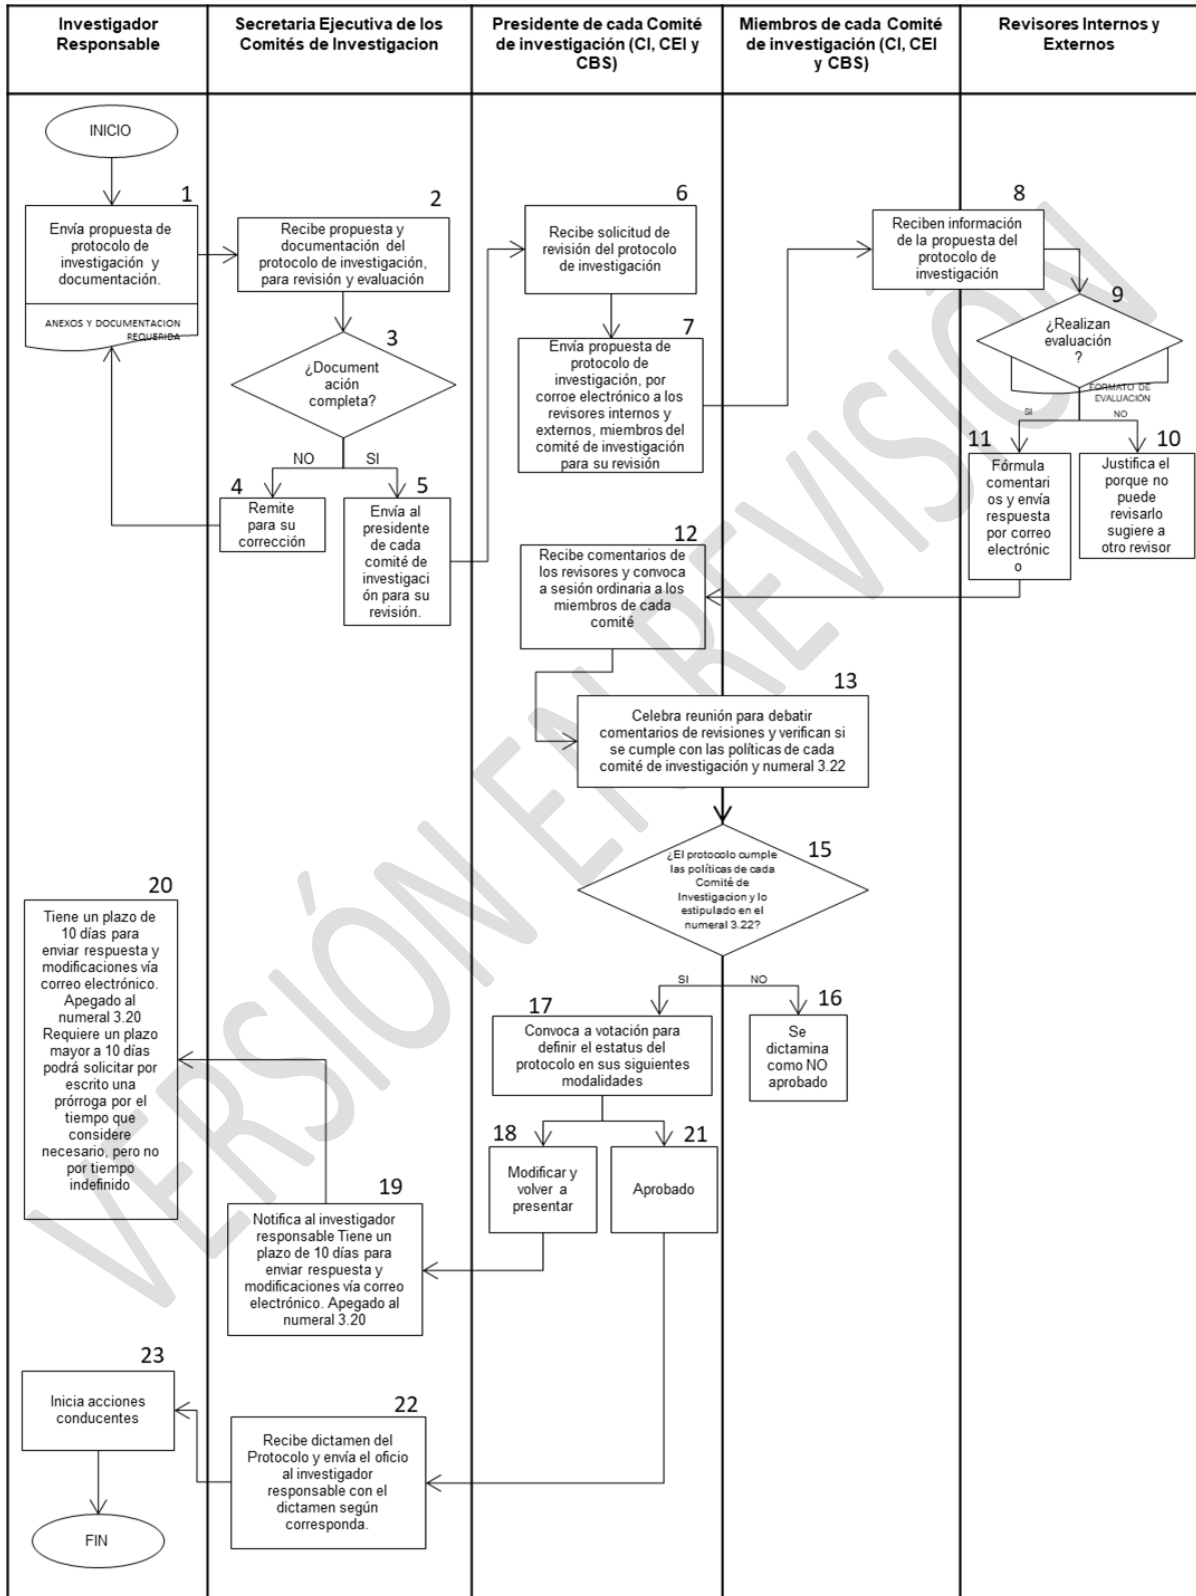 Investigador
Responsable
Secretaria Ejecutiva de los
Comités de Investigacion
Presidente de cada Comité
de investigación (CI, CEI y
CBS)
Miembros de cada Comité
de investigación (CI, CEI
y CBS)
Revisores Internos y
Externos
INICIO
1
Envía propuesta de
protocolo de
investigación y
documentación.
ANEXOS Y DOCUMENTACION
REQUERIDA
2
Recibe propuesta y
documentación del
protocolo de investigación,
para revisión y evaluación
3
¿Document
ación
completa?
NO
SI
4
Remite
para su
corrección
5
Envía al
presidente
de cada
comité de
investigaci
ón para su
revisión.
6
Recibe solicitud de
revisión del protocolo
de investigación
7
Envía propuesta de
protocolo de
investigación, por
corroe electrónico a los
revisores internos y
externos, miembros del
comité de investigación
para su revisión
8
Reciben información
de la propuesta del
protocolo de
investigación
9
¿Realizan
evaluación
?
FORMATO DE
EVALUACIÓN
SI
NO
11
Fórmula
comentari
os y envía
respuesta
por correo
electrónic
o
10
Justifica el
porque no
puede
revisarlo
sugiere a
otro revisor
12
Recibe comentarios de
los revisores y convoca
a sesión ordinaria a los
miembros de cada
comité
13
Celebra reunión para debatir
comentarios de revisiones y verifican si
se cumple con las políticas de cada
comité de investigación y numeral 3.22
15
¿El protocolo cumple
las políticas de cada
Comité de
Investigacion y lo
estipulado en el
numeral 3.22?
SI
NO
16
Se
dictamina
como NO
aprobado
17
Convoca a votación para
definir el estatus del
protocolo en sus siguientes
modalidades
18
Modificar y
volver a
presentar
21
Aprobado
19
Notifica al investigador
responsable Tiene un
plazo de 10 días para
enviar respuesta y
modificaciones vía correo
electrónico. Apegado al
numeral 3.20
20
Tiene un plazo de
10 días para
enviar respuesta y
modificaciones vía
correo electrónico.
Apegado al
numeral 3.20
Requiere un plazo
mayor a 10 días
podrá solicitar por
escrito una
prórroga por el
tiempo que
considere
necesario, pero no
por tiempo
indefinido
22
Recibe dictamen del
Protocolo y envía el oficio
al investigador
responsable con el
dictamen según
corresponda.
23
Inicia acciones
conducentes
FIN
VERSIÓN EN REVISIÓN